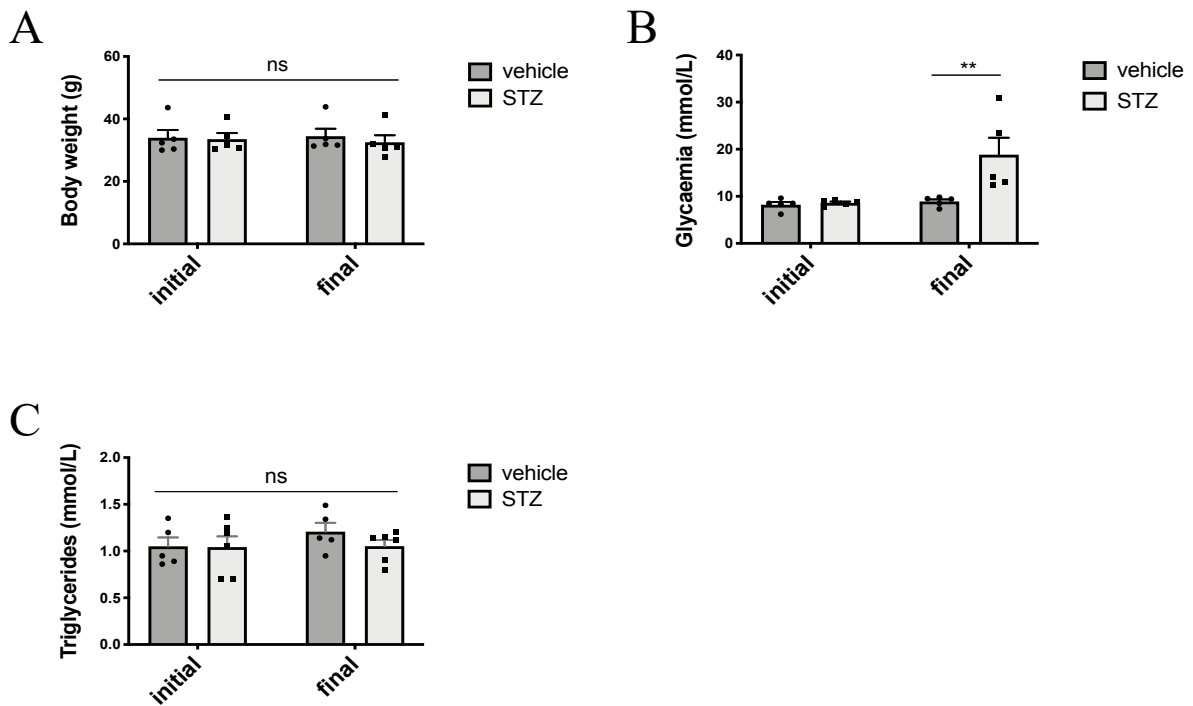 A
Body weight (g)
60
40
20
0
ns
initial
final
vehicle
STZ
B
Glycaemia (mmol/L)
40
30
20
10
0
**
initial
final
vehicle
STZ
C
Triglycerides (mmol/L)
2.0
1.5
1.0
0.5
0.0
ns
initial
final
vehicle
STZ